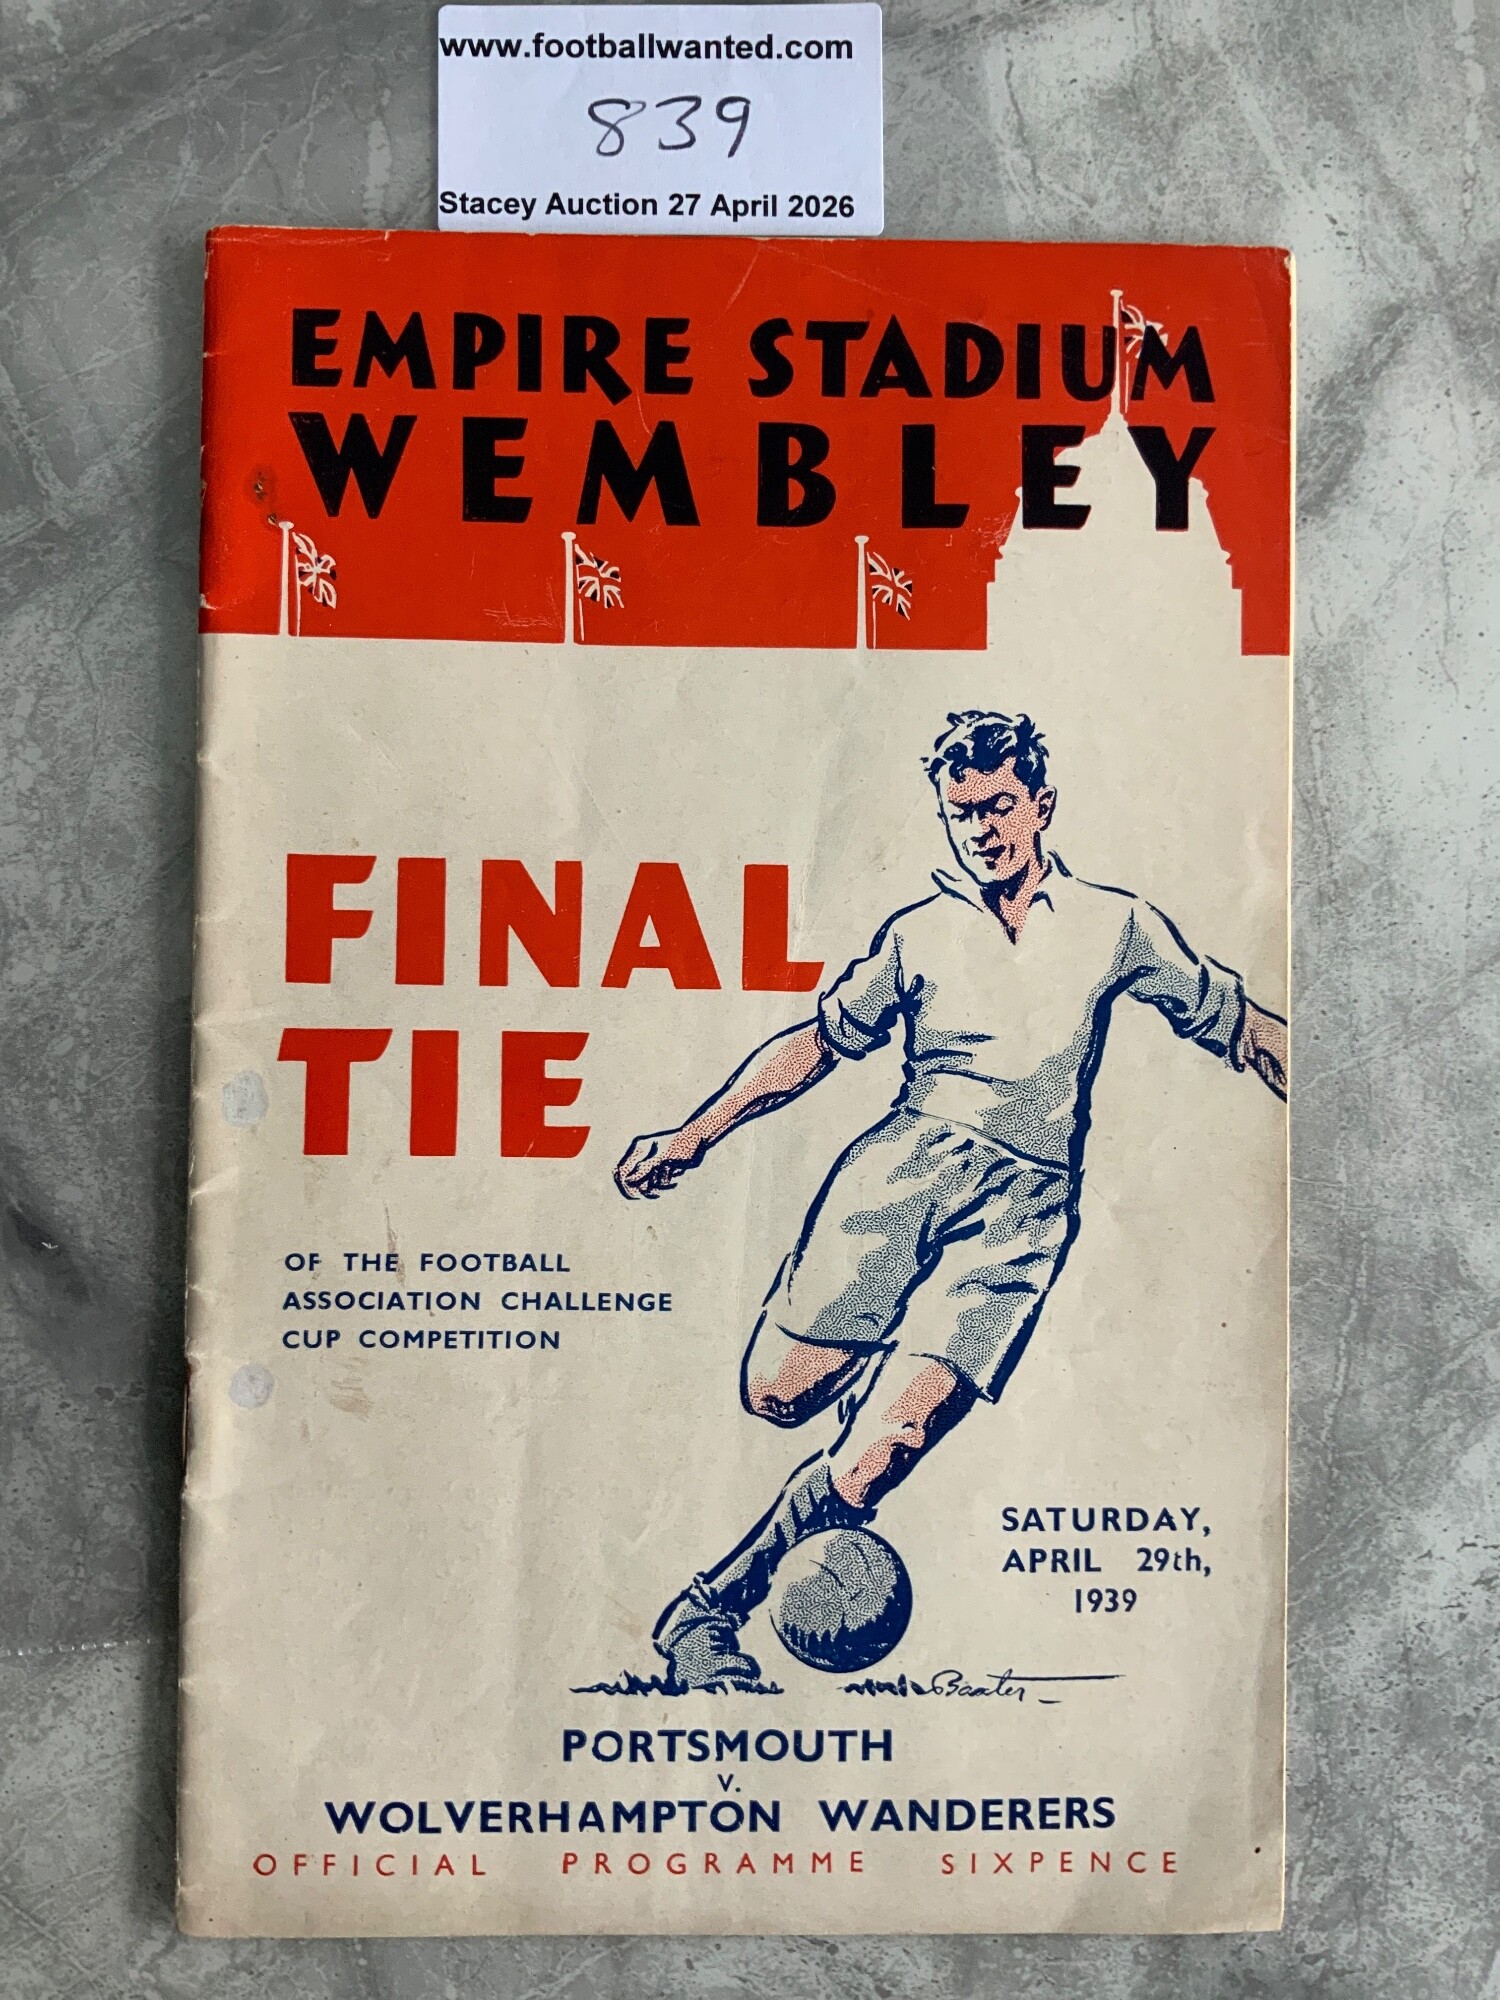 www.footballwanted.com
839
Stacey Auction 27 April 2026
EMPIRE STADIUM
WEMBLEY
FINAL
TIE
OF THE FOOTBALL
ASSOCIATION CHALLENGE
CUP COMPETITION
SATURDAY,
APRIL 29th,
1939
Baxter
PORTSMOUTH
V.
WOLVERHAMPTON WANDERERS
OFFICIAL PROGRAMME SIXPENCE